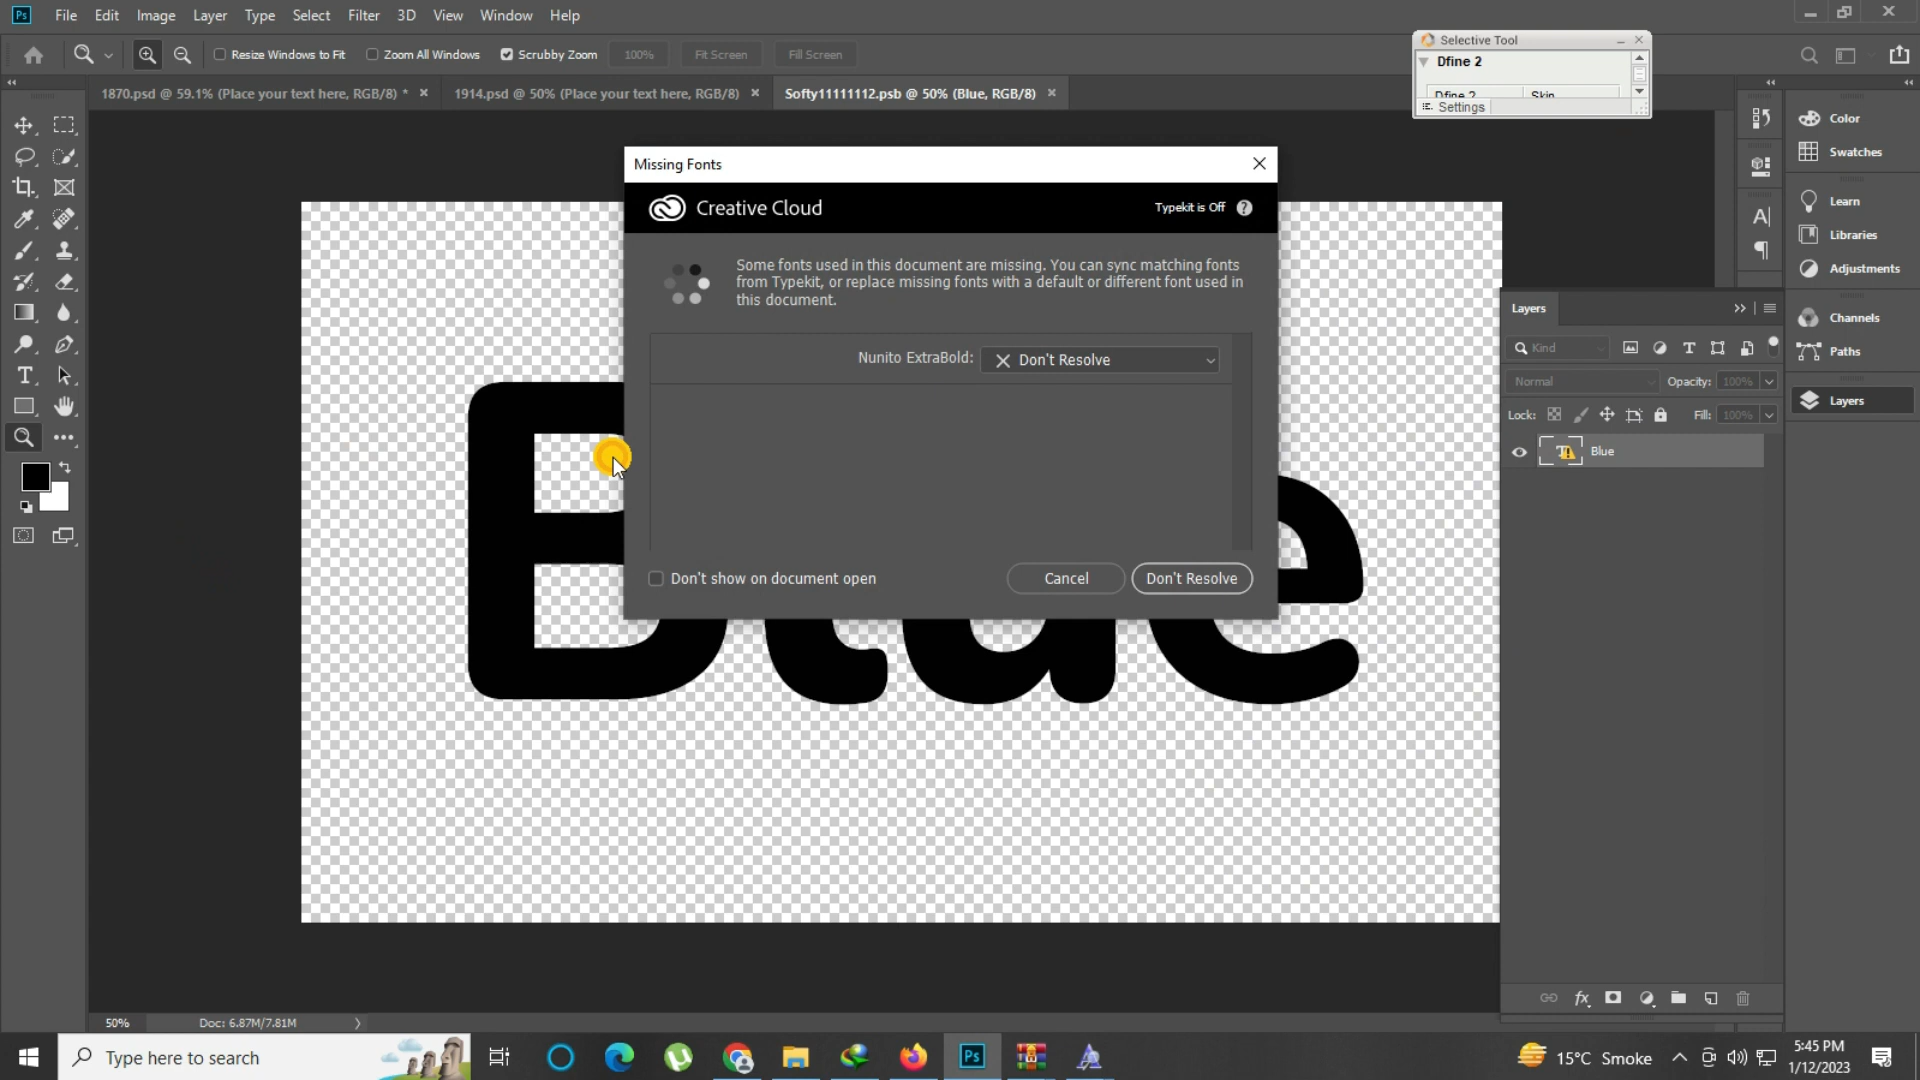 Ps File Edit Image Layer Type Select Filter 3D View Window Help
Resize Windows to Fit Zoom All Windows Scrubby Zoom 100% Fit Screen Fill Screen
Selective Tool
Dfine 2
Dfine 2 Skin
Settings
1870.psd @ 59.1% (Place your text here, RGB/8) * 1914.psd @ 50% (Place your text here, RGB/8) Softy11111112.psb @ 50% (Blue, RGB/8)
Missing Fonts
Creative Cloud Typekit is Off ?
Some fonts used in this document are missing. You can sync matching fonts
from Typekit, or replace missing fonts with a default or different font used in
this document.
Nunito ExtraBold: Don't Resolve
Don't show on document open Cancel Don't Resolve
Blue
Color
Swatches
Learn
Libraries
Adjustments
Channels
Paths
Layers
Layers
Kind
Normal Opacity: 100%
Lock: Fill: 100%
Blue
50% Doc: 6.87M/7.81M
Type here to search
Ps
15°C Smoke
5:45 PM
1/12/2023